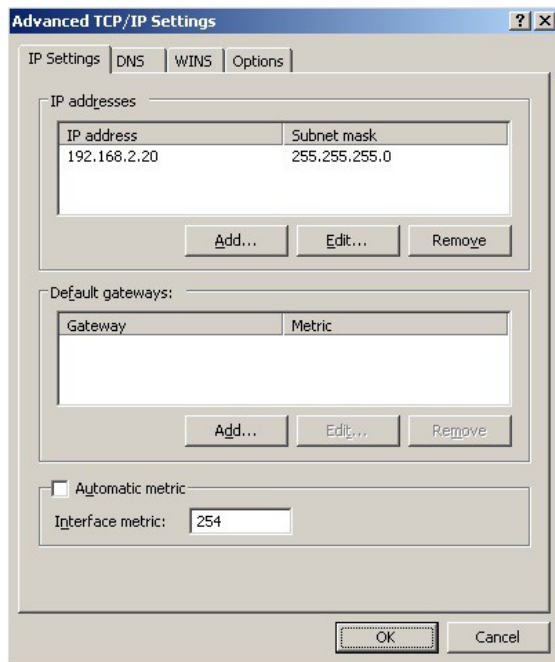 Advanced TCP/IP Settings
IP Settings DNS WINS Options
IP addresses
IP address Subnet mask
192.168.2.20 255.255.255.0
Add... Edit... Remove
Default gateways:
Gateway Metric
Add... Edit... Remove
Automatic metric
Interface metric: 254
OK Cancel